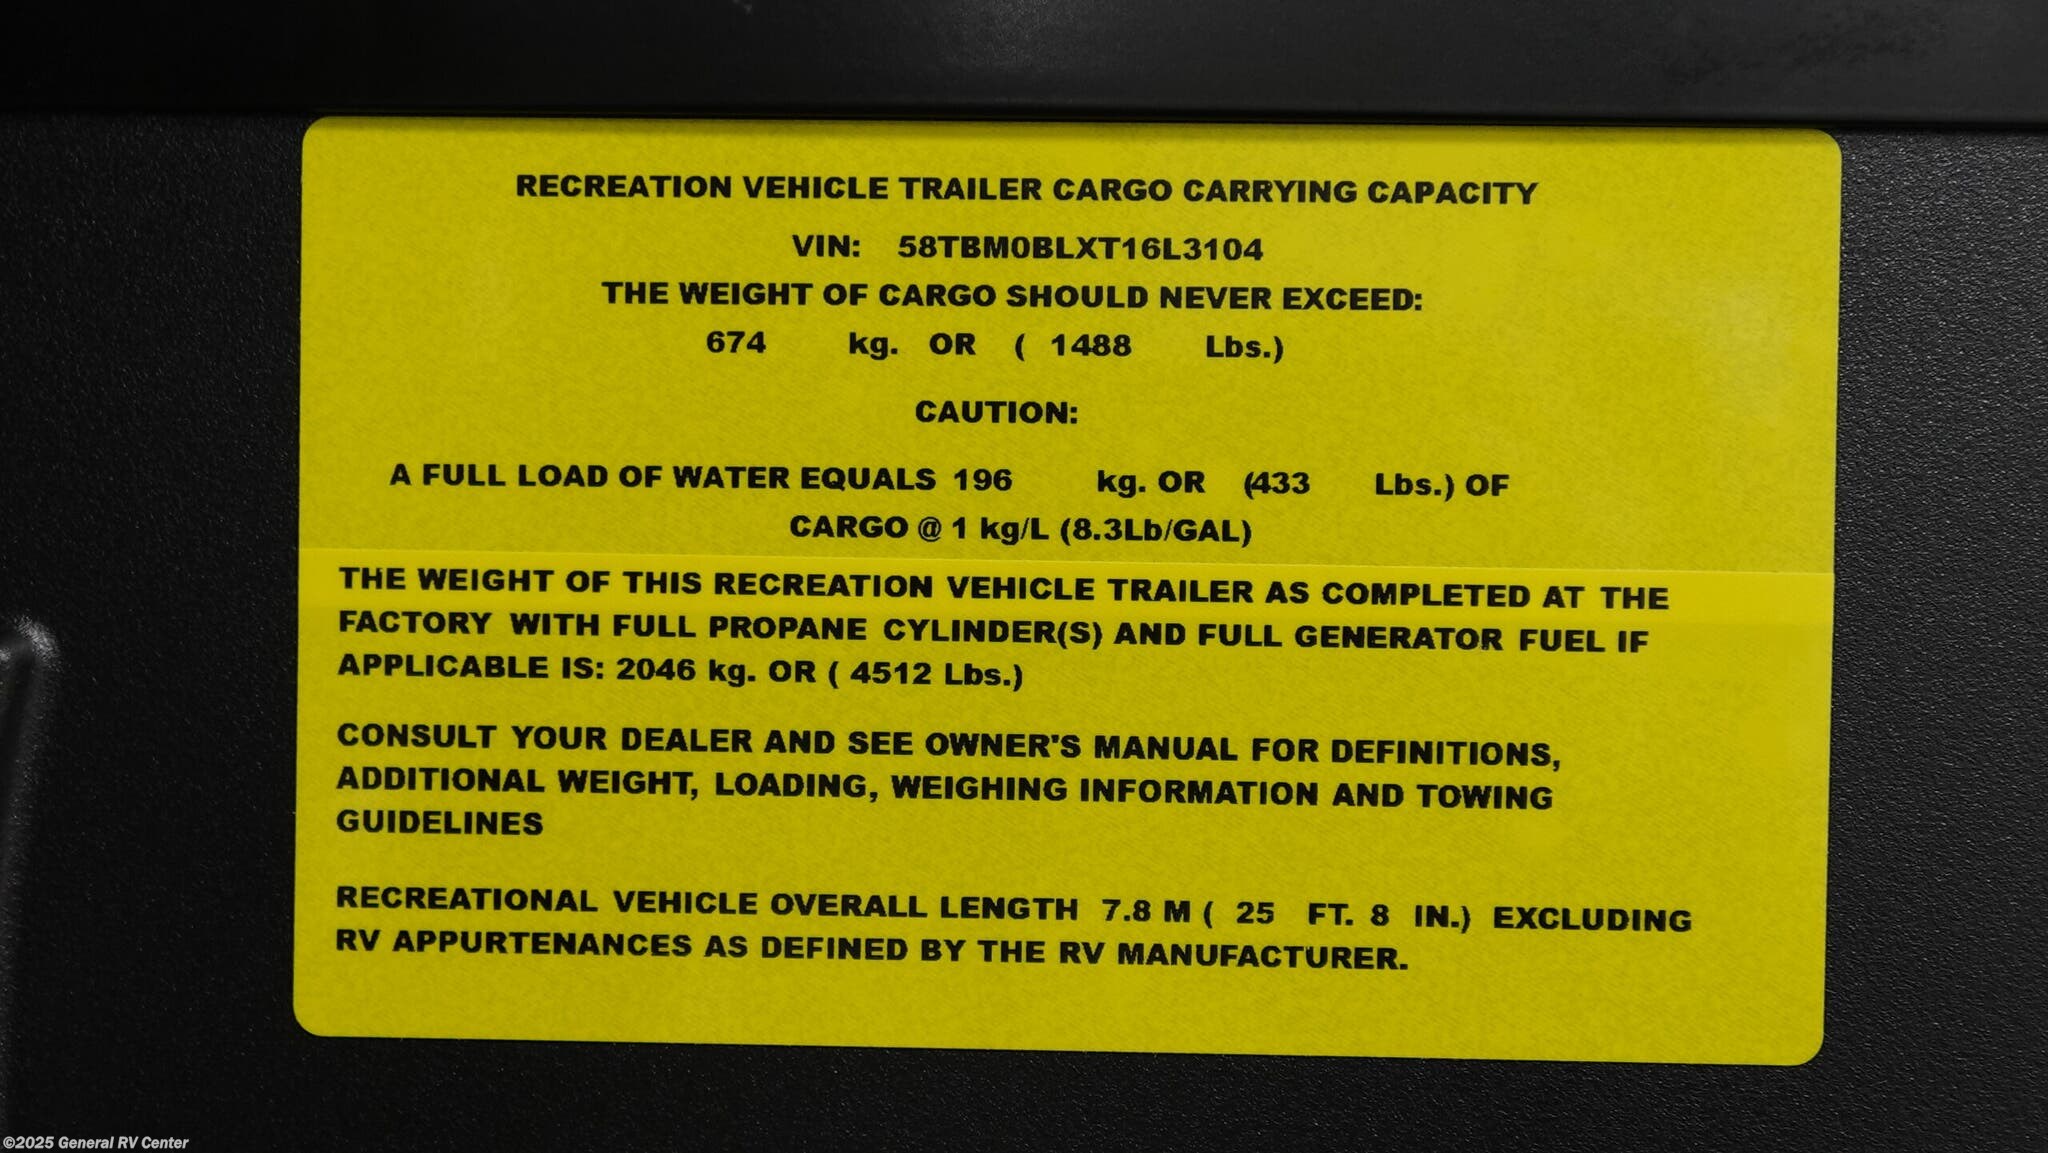 RECREATION VEHICLE TRAILER CARGO CARRYING CAPACITY
VIN: 58TBM0BLXT16L3104
THE WEIGHT OF CARGO SHOULD NEVER EXCEED:
674 kg. OR ( 1488 Lbs.)
CAUTION:
A FULL LOAD OF WATER EQUALS 196 kg. OR (433 Lbs.) OF
CARGO @ 1 kg/L (8.3Lb/GAL)
THE WEIGHT OF THIS RECREATION VEHICLE TRAILER AS COMPLETED AT THE
FACTORY WITH FULL PROPANE CYLINDER(S) AND FULL GENERATOR FUEL IF
APPLICABLE IS: 2046 kg. OR ( 4512 Lbs.)
CONSULT YOUR DEALER AND SEE OWNER'S MANUAL FOR DEFINITIONS,
ADDITIONAL WEIGHT, LOADING, WEIGHING INFORMATION AND TOWING
GUIDELINES
RECREATIONAL VEHICLE OVERALL LENGTH 7.8 M ( 25 FT. 8 IN.) EXCLUDING
RV APPURTENANCES AS DEFINED BY THE RV MANUFACTURER.
©2025 General RV Center